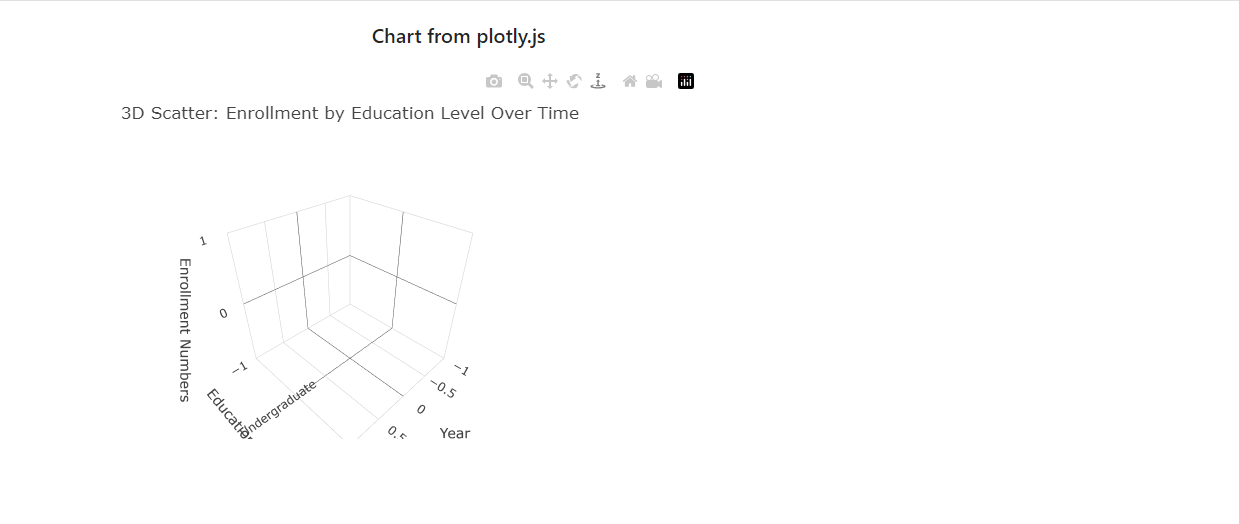 Chart from plotly.js
3D Scatter: Enrollment by Education Level Over Time
1
0
−1
Enrollment Numbers
Undergraduate
−1
−0.5
0
0.5
Year